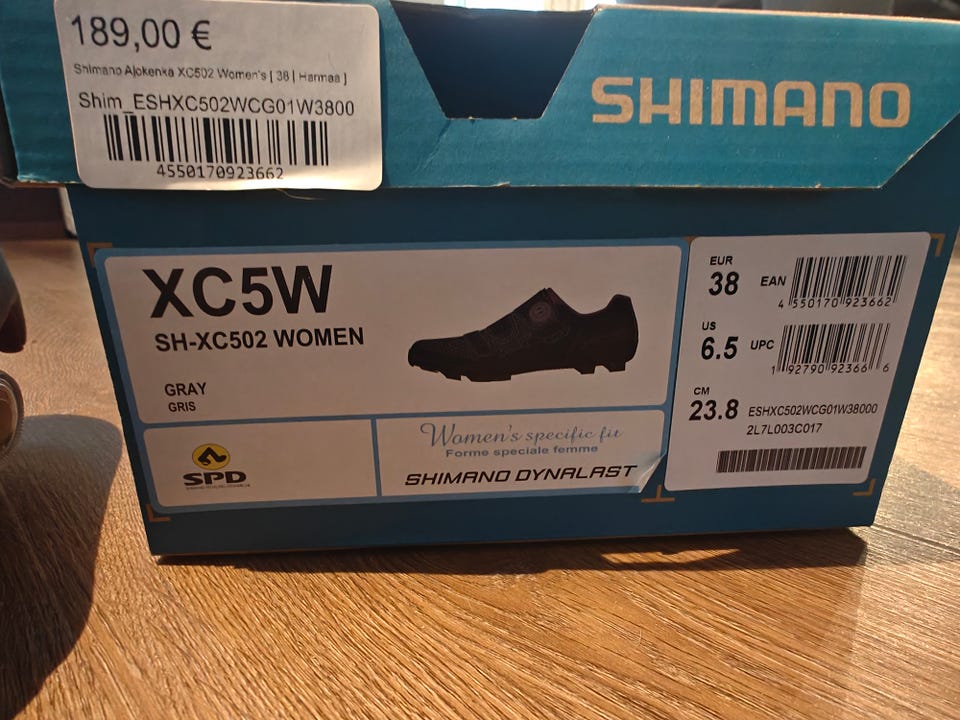 189,00 €
Shimano Ajokenkä XC502 Women's [ 38 | Harmaa ]
Shim_ESHXC502WCG01W3800
4550170923662
SHIMANO
XC5W
SH-XC502 WOMEN
GRAY
GRIS
SPD
Women's specific fit
Forme speciale femme
SHIMANO DYNALAST
EUR
38
EAN
4 550170 923662
US
6.5
UPC
1 92790 92366 6
CM
23.8
ESHXC502WCG01W38000
2L7L003C017